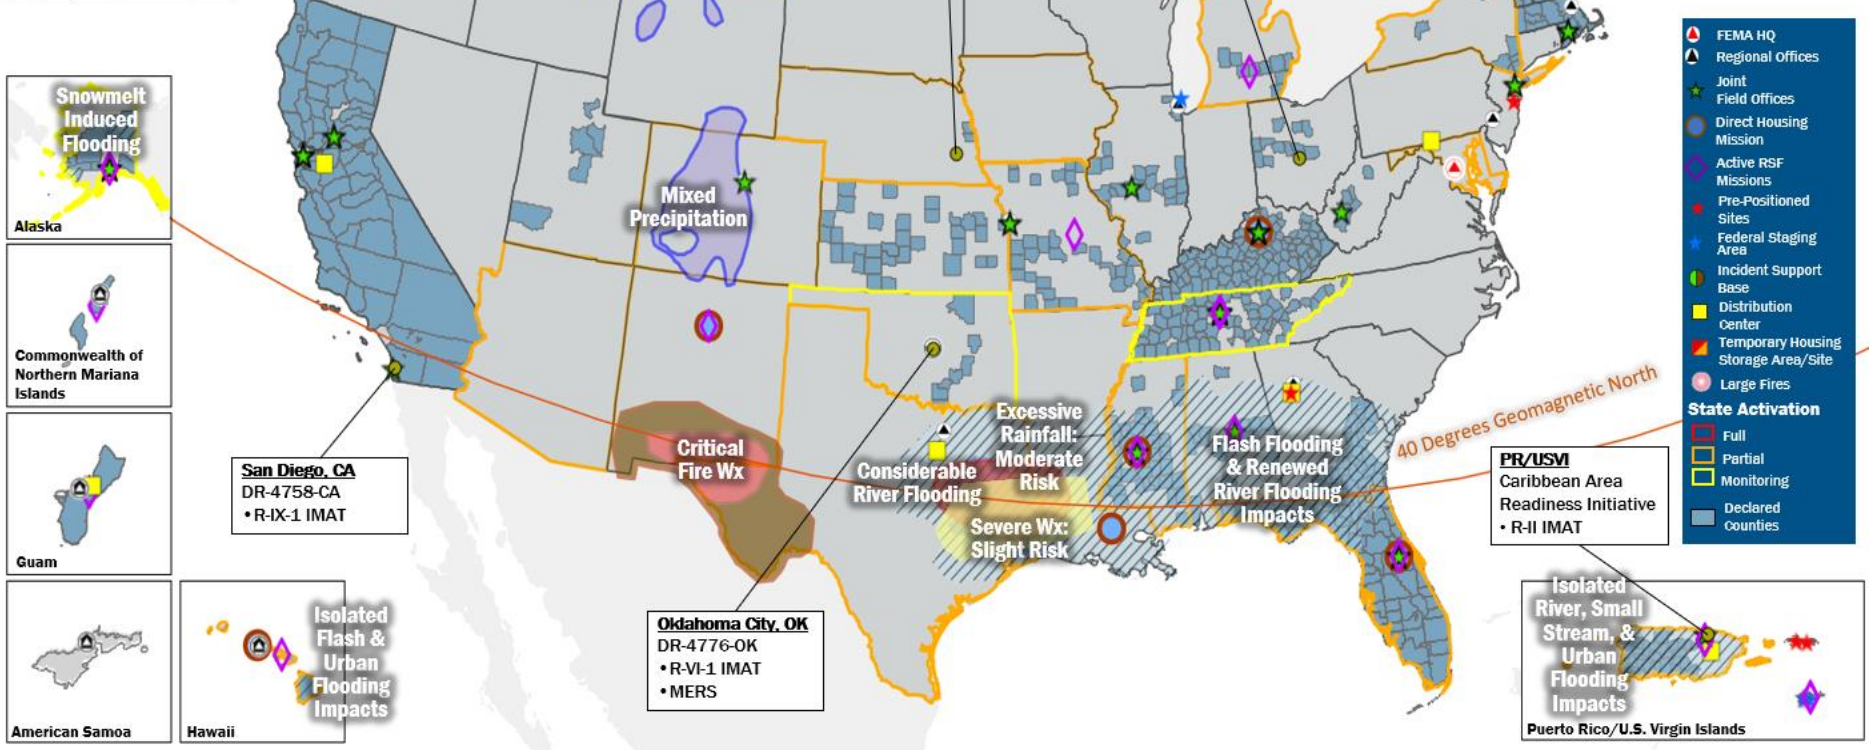 Snowmelt
Induced
Flooding
Alaska
Commonwealth of
Northern Mariana
Islands
Guam
American Samoa
Isolated
Flash &
Urban
Flooding
Impacts
Hawaii
San Diego, CA
DR-4758-CA
• R-IX-1 IMAT
Mixed
Precipitation
Critical
Fire Wx
Oklahoma City, OK
DR-4776-OK
• R-VI-1 IMAT
• MERS
Considerable
River Flooding
Excessive
Rainfall:
Moderate
Risk
Severe Wx:
Slight Risk
Flash Flooding
& Renewed
River Flooding
Impacts
40 Degrees Geomagnetic North
PR/USVI
Caribbean Area
Readiness Initiative
• R-II IMAT
Isolated
River, Small
Stream, &
Urban
Flooding
Impacts
Puerto Rico/U.S. Virgin Islands
FEMA HQ
Regional Offices
Joint
Field Offices
Direct Housing
Mission
Active RSF
Missions
Pre-Positioned
Sites
Federal Staging
Area
Incident Support
Base
Distribution
Center
Temporary Housing
Storage Area/Site
Large Fires
State Activation
Full
Partial
Monitoring
Declared
Counties